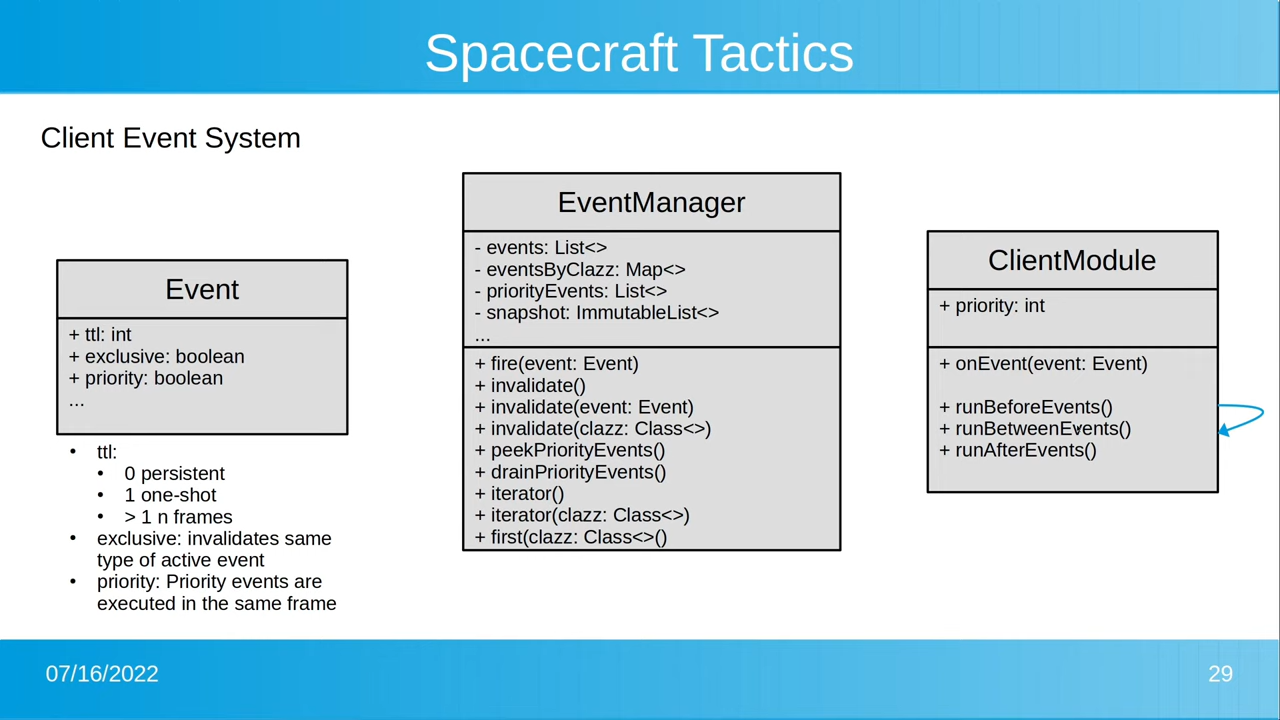 Spacecraft Tactics
Client Event System
Event
+ ttl: int
+ exclusive: boolean
+ priority: boolean
...
• ttl:
• 0 persistent
• 1 one-shot
• > 1 n frames
• exclusive: invalidates same
type of active event
• priority: Priority events are
executed in the same frame
EventManager
- events: List<>
- eventsByClazz: Map<>
- priorityEvents: List<>
- snapshot: ImmutableList<>
...
+ fire(event: Event)
+ invalidate()
+ invalidate(event: Event)
+ invalidate(clazz: Class<>)
+ peekPriorityEvents()
+ drainPriorityEvents()
+ iterator()
+ iterator(clazz: Class<>)
+ first(clazz: Class<>()
ClientModule
+ priority: int
+ onEvent(event: Event)
+ runBeforeEvents()
+ runBetweenEvents()
+ runAfterEvents()
07/16/2022
29